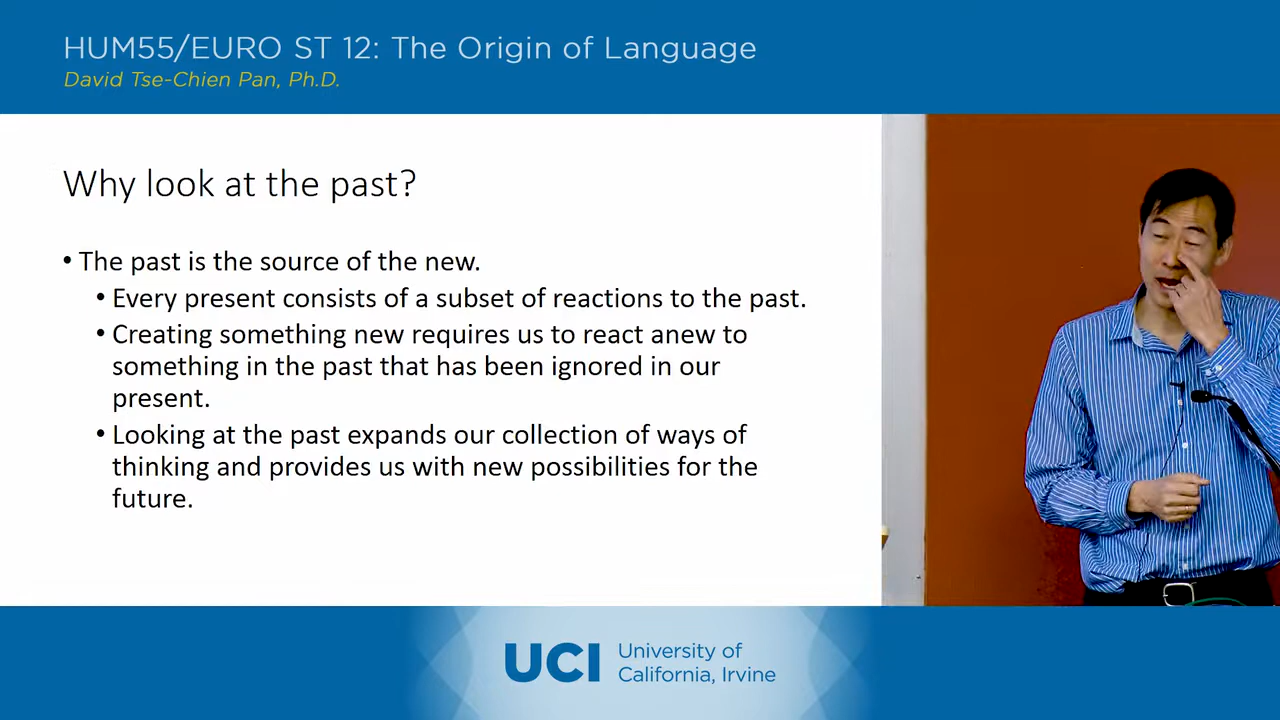 HUM55/EURO ST 12: The Origin of Language
David Tse-Chien Pan, Ph.D.
Why look at the past?
• The past is the source of the new.
• Every present consists of a subset of reactions to the past.
• Creating something new requires us to react anew to
something in the past that has been ignored in our
present.
• Looking at the past expands our collection of ways of
thinking and provides us with new possibilities for the
future.
UCI
University of
California, Irvine